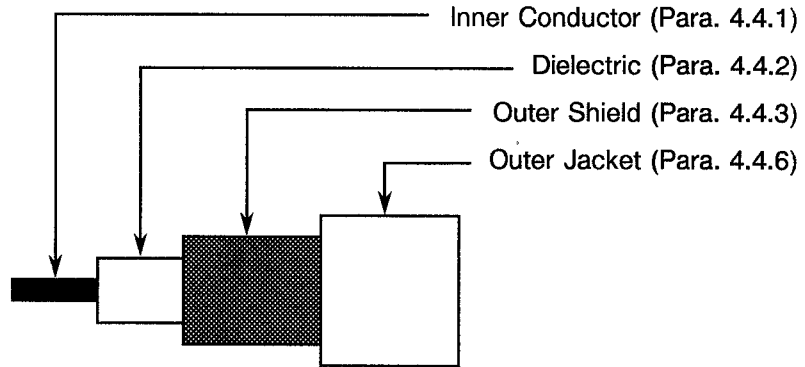 Inner Conductor (Para. 4.4.1)
Dielectric (Para. 4.4.2)
Outer Shield (Para. 4.4.3)
Outer Jacket (Para. 4.4.6)